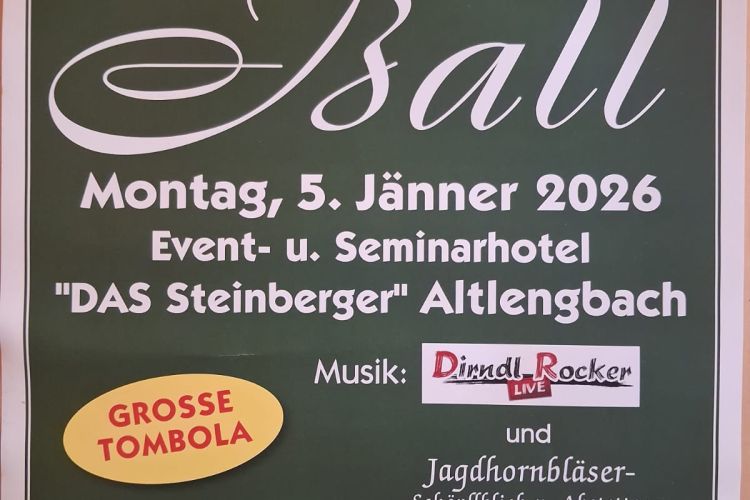 Ball
Montag, 5. Jänner 2026
Event- u. Seminarhotel
"DAS Steinberger" Altlengbach
Musik: Dirndl Rocker
LIVE
GROSSE
TOMBOLA
und
Jagdhornbläser-